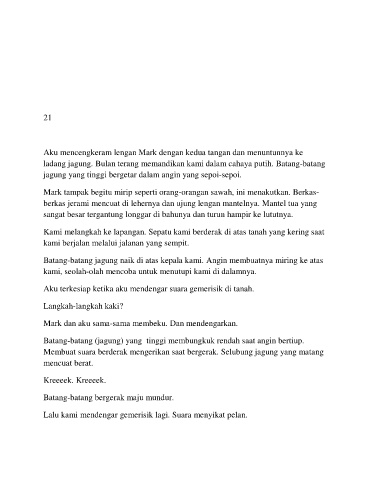 21
Aku mencengkeram lengan Mark dengan kedua tangan dan menuntunnya ke
ladang jagung. Bulan terang memandikan kami dalam cahaya putih. Batang-batang
jagung yang tinggi bergetar dalam angin yang sepoi-sepoi.
Mark tampak begitu mirip seperti orang-orangan sawah, ini menakutkan. Berkas-
berkas jerami mencuat di lehernya dan ujung lengan mantelnya. Mantel tua yang
sangat besar tergantung longgar di bahunya dan turun hampir ke lututnya.
Kami melangkah ke lapangan. Sepatu kami berderak di atas tanah yang kering saat
kami berjalan melalui jalanan yang sempit.
Batang-batang jagung naik di atas kepala kami. Angin membuatnya miring ke atas
kami, seolah-olah mencoba untuk menutupi kami di dalamnya.
Aku terkesiap ketika aku mendengar suara gemerisik di tanah.
Langkah-langkah kaki?
Mark dan aku sama-sama membeku. Dan mendengarkan.
Batang-batang (jagung) yang tinggi membungkuk rendah saat angin bertiup.
Membuat suara berderak mengerikan saat bergerak. Selubung jagung yang matang
mencuat berat.
Kreeeek. Kreeeek.
Batang-batang bergerak maju mundur.
Lalu kami mendengar gemerisik lagi. Suara menyikat pelan.